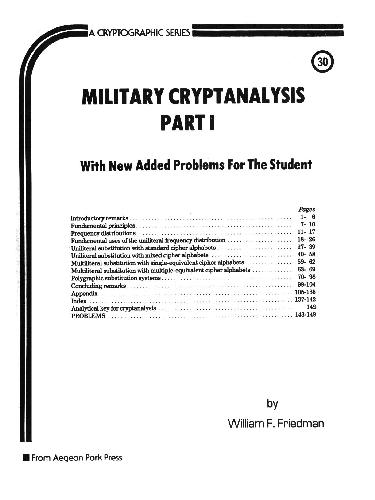 A CRYPTOGRAPHIC SERIES
30
MILITARY CRYPTANALYSIS
PART I
With New Added Problems For The Student
Pages
Introductory remarks 1- 6
Fundamental principles 7- 10
Frequency distributions 11- 17
Fundamental uses of the uniliteral frequency distribution 18- 26
Uniliteral substitution with standard cipher alphabets 27- 39
Uniliteral substitution with mixed cipher alphabets 40- 58
Multiliteral substitution with single-equivalent cipher alphabets 59- 62
Multiliteral substitution with multiple-equivalent cipher alphabets 63- 69
Polygraphic substitution systems 70- 98
Concluding remarks 99-104
Appendix 105-136
Index 137-142
Analytical key for cryptanalysis 142
PROBLEMS 143-149
by
William F. Friedman
From Aegean Park Press